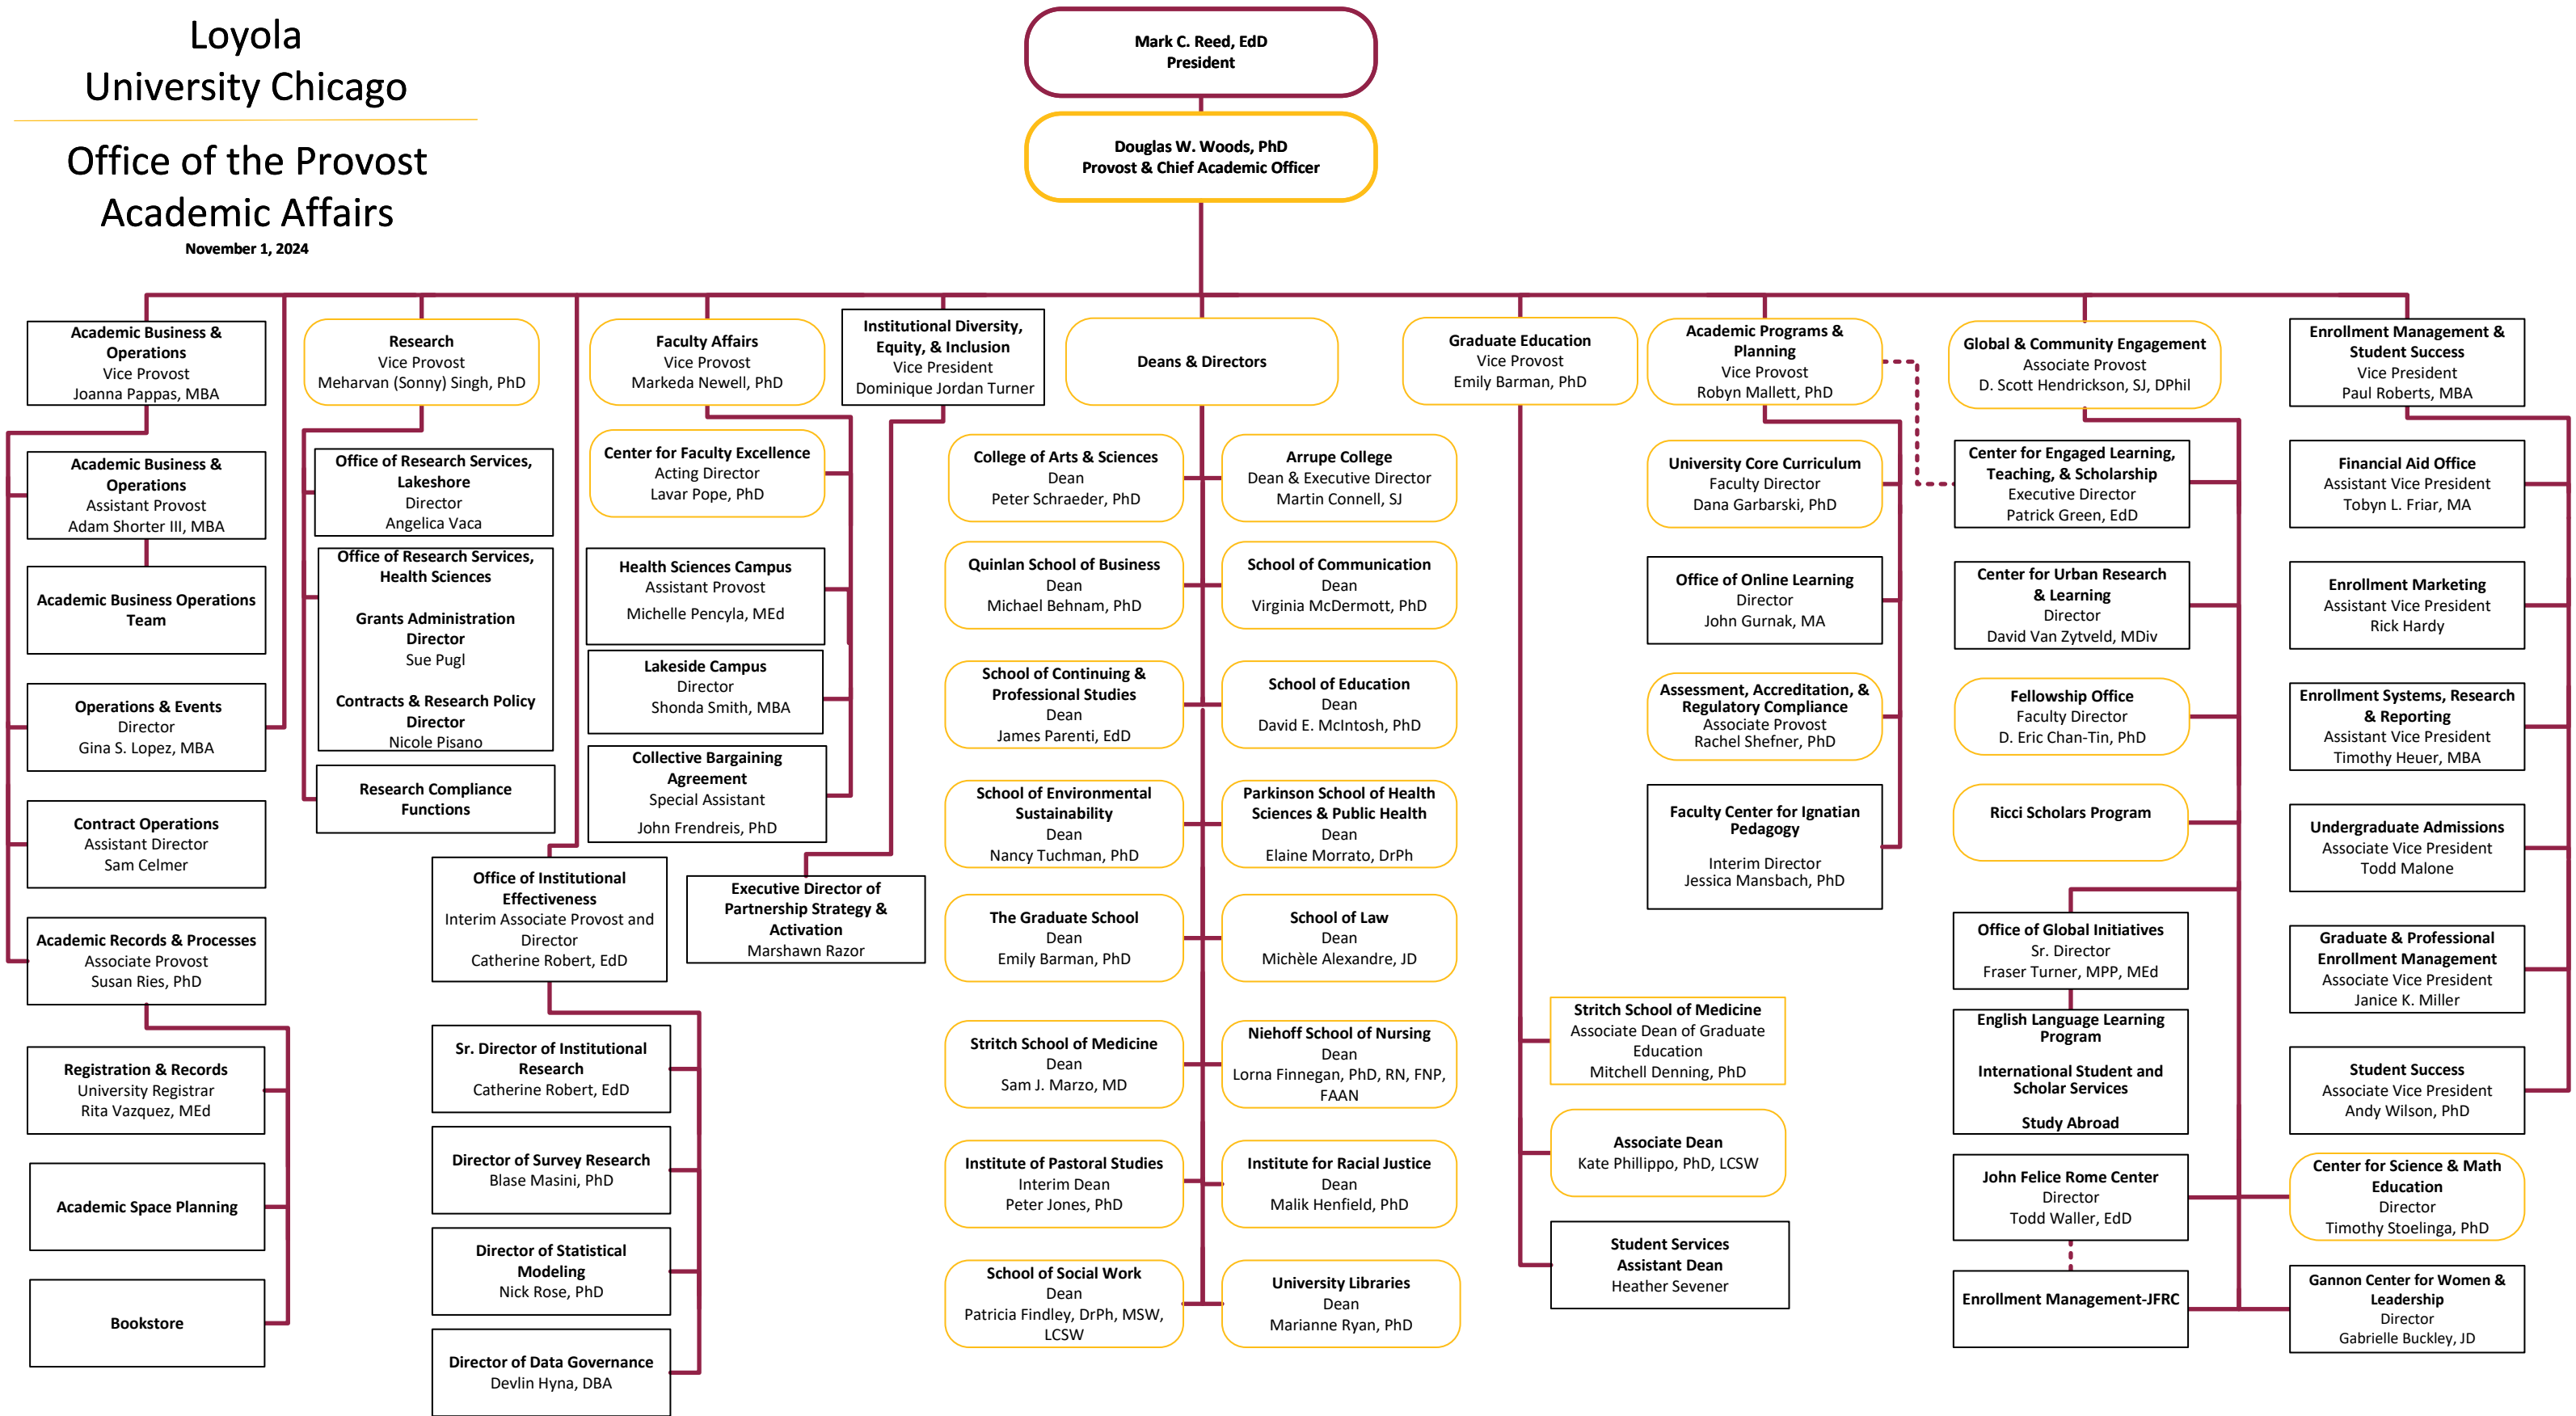 Loyola
University Chicago
Office of the Provost
Academic Affairs
November 1, 2024
Mark C. Reed, EdD
President
Douglas W. Woods, PhD
Provost & Chief Academic Officer
Academic Business &
Operations
Vice Provost
Joanna Pappas, MBA
Academic Business &
Operations
Assistant Provost
Adam Shorter III, MBA
Academic Business Operations
Team
Operations & Events
Director
Gina S. Lopez, MBA
Contract Operations
Assistant Director
Sam Celmer
Academic Records & Processes
Associate Provost
Susan Ries, PhD
Registration & Records
University Registrar
Rita Vazquez, MEd
Academic Space Planning
Bookstore
Research
Vice Provost
Meharvan (Sonny) Singh, PhD
Office of Research Services,
Lakeshore
Director
Angelica Vaca
Office of Research Services,
Health Sciences
Grants Administration
Director
Sue Pugl
Contracts & Research Policy
Director
Nicole Pisano
Research Compliance
Functions
Office of Institutional
Effectiveness
Interim Associate Provost and
Director
Catherine Robert, EdD
Sr. Director of Institutional
Research
Catherine Robert, EdD
Director of Survey Research
Blase Masini, PhD
Director of Statistical
Modeling
Nick Rose, PhD
Director of Data Governance
Devlin Hyna, DBA
Faculty Affairs
Vice Provost
Markeda Newell, PhD
Center for Faculty Excellence
Acting Director
Lavar Pope, PhD
Health Sciences Campus
Assistant Provost
Michelle Pencyla, MEd
Lakeside Campus
Director
Shonda Smith, MBA
Collective Bargaining
Agreement
Special Assistant
John Frendreis, PhD
Institutional Diversity,
Equity, & Inclusion
Vice President
Dominique Jordan Turner
Executive Director of
Partnership Strategy &
Activation
Marshawn Razor
Deans & Directors
College of Arts & Sciences
Dean
Peter Schraeder, PhD
Arrupe College
Dean & Executive Director
Martin Connell, SJ
Quinlan School of Business
Dean
Michael Behnam, PhD
School of Communication
Dean
Virginia McDermott, PhD
School of Continuing &
Professional Studies
Dean
James Parenti, EdD
School of Education
Dean
David E. McIntosh, PhD
School of Environmental
Sustainability
Dean
Nancy Tuchman, PhD
Parkinson School of Health
Sciences & Public Health
Dean
Elaine Morrato, DrPh
The Graduate School
Dean
Emily Barman, PhD
School of Law
Dean
Michèle Alexandre, JD
Stritch School of Medicine
Dean
Sam J. Marzo, MD
Niehoff School of Nursing
Dean
Lorna Finnegan, PhD, RN, FNP,
FAAN
Institute of Pastoral Studies
Interim Dean
Peter Jones, PhD
Institute for Racial Justice
Dean
Malik Henfield, PhD
School of Social Work
Dean
Patricia Findley, DrPh, MSW,
LCSW
University Libraries
Dean
Marianne Ryan, PhD
Graduate Education
Vice Provost
Emily Barman, PhD
Stritch School of Medicine
Associate Dean of Graduate
Education
Mitchell Denning, PhD
Associate Dean
Kate Phillippo, PhD, LCSW
Student Services
Assistant Dean
Heather Sevener
Academic Programs &
Planning
Vice Provost
Robyn Mallett, PhD
University Core Curriculum
Faculty Director
Dana Garbarski, PhD
Office of Online Learning
Director
John Gurnak, MA
Assessment, Accreditation, &
Regulatory Compliance
Associate Provost
Rachel Shefner, PhD
Faculty Center for Ignatian
Pedagogy
Interim Director
Jessica Mansbach, PhD
Global & Community Engagement
Associate Provost
D. Scott Hendrickson, SJ, DPhil
Center for Engaged Learning,
Teaching, & Scholarship
Executive Director
Patrick Green, EdD
Center for Urban Research
& Learning
Director
David Van Zytveld, MDiv
Fellowship Office
Faculty Director
D. Eric Chan-Tin, PhD
Ricci Scholars Program
Office of Global Initiatives
Sr. Director
Fraser Turner, MPP, MEd
English Language Learning
Program
International Student and
Scholar Services
Study Abroad
John Felice Rome Center
Director
Todd Waller, EdD
Enrollment Management-JFRC
Enrollment Management &
Student Success
Vice President
Paul Roberts, MBA
Financial Aid Office
Assistant Vice President
Tobyn L. Friar, MA
Enrollment Marketing
Assistant Vice President
Rick Hardy
Enrollment Systems, Research
& Reporting
Assistant Vice President
Timothy Heuer, MBA
Undergraduate Admissions
Associate Vice President
Todd Malone
Graduate & Professional
Enrollment Management
Associate Vice President
Janice K. Miller
Student Success
Associate Vice President
Andy Wilson, PhD
Center for Science & Math
Education
Director
Timothy Stoelinga, PhD
Gannon Center for Women &
Leadership
Director
Gabrielle Buckley, JD